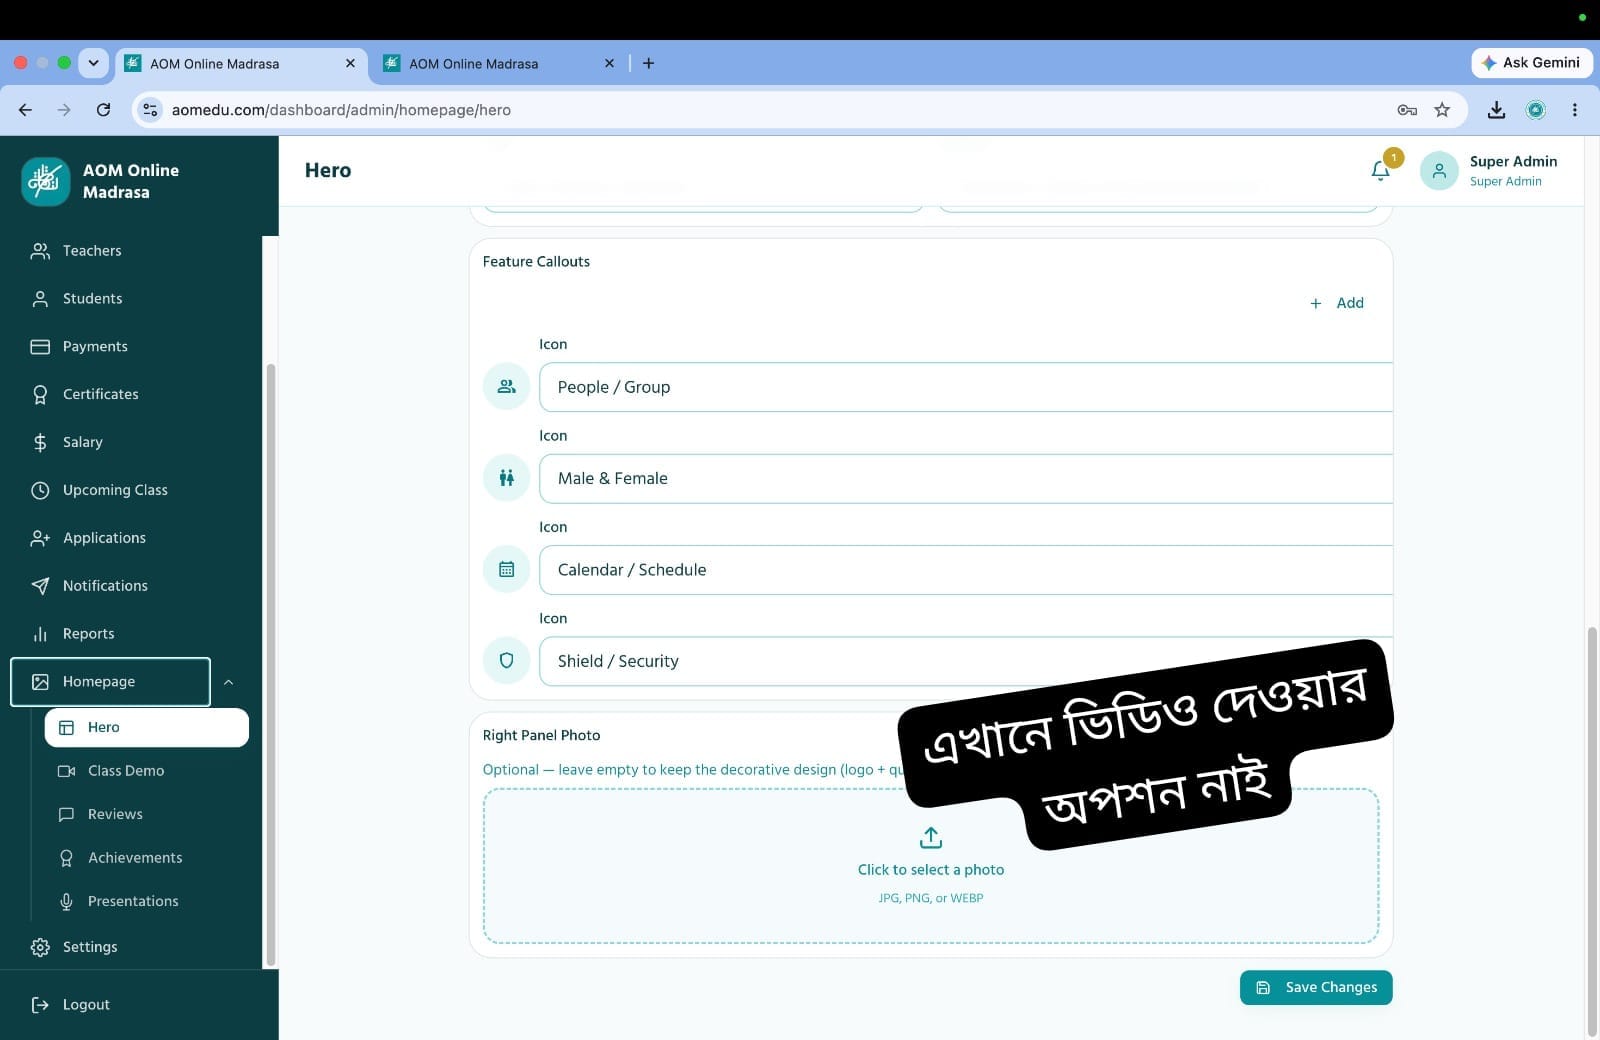 AOM Online Madrasa
AOM Online Madrasa
Ask Gemini
aomedu.com/dashboard/admin/homepage/hero
AOM Online
Madrasa
Hero
1
Super Admin
Super Admin
Teachers
Students
Payments
Certificates
Salary
Upcoming Class
Applications
Notifications
Reports
Homepage
Hero
Class Demo
Reviews
Achievements
Presentations
Settings
Logout
Feature Callouts
+ Add
Icon
People / Group
Icon
Male & Female
Icon
Calendar / Schedule
Icon
Shield / Security
Right Panel Photo
Optional — leave empty to keep the decorative design (logo + qu
এখানে ভিডিও দেওয়ার
অপশন নাই
Click to select a photo
JPG, PNG, or WEBP
Save Changes